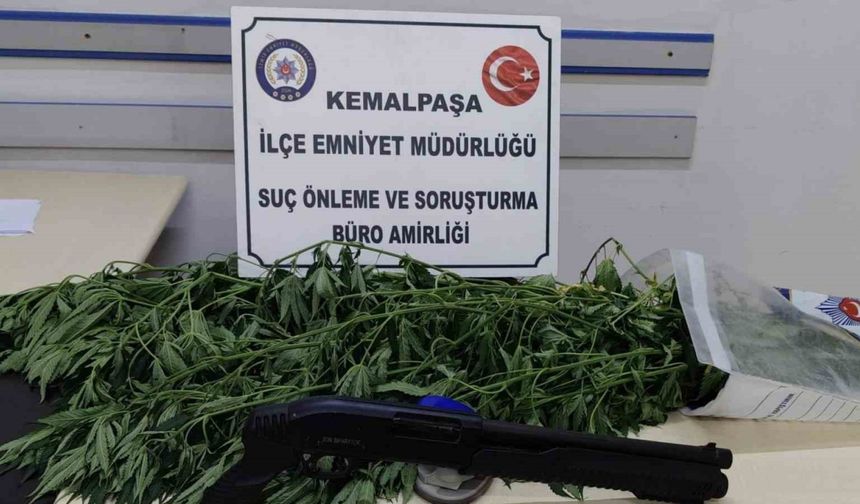 KEMALPAŞA
İLÇE EMNİYET MÜDÜRLÜĞÜ
SUÇ ÖNLEME VE SORUŞTURMA
BÜRO AMİRLİĞİ